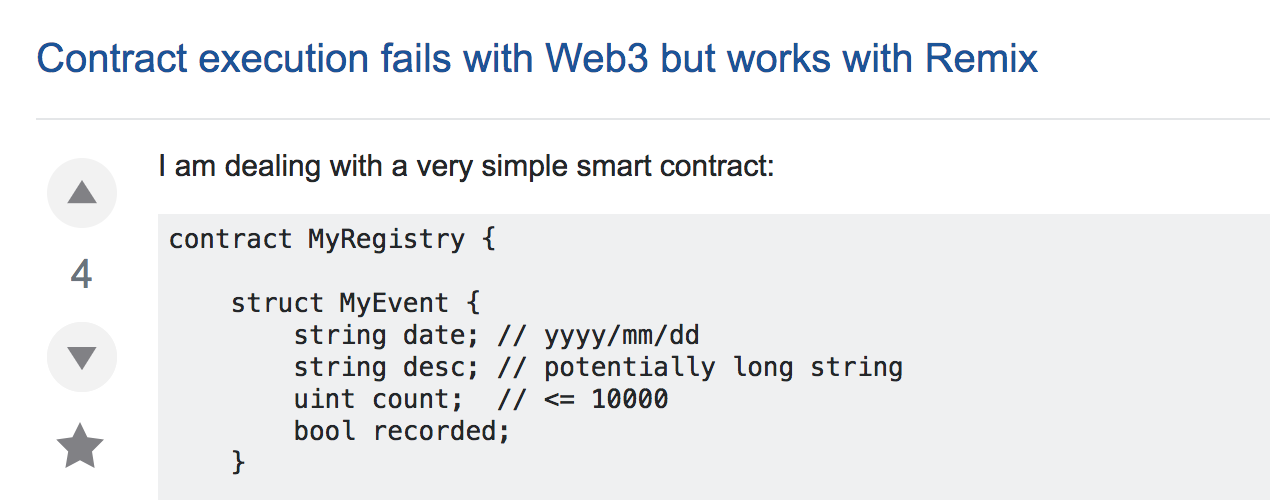 Contract execution fails with Web3 but works with Remix
I am dealing with a very simple smart contract:
4
contract MyRegistry {
struct MyEvent {
string date; // yyyy/mm/dd
string desc; // potentially long string
uint count;  // <= 10000
bool recorded;
}